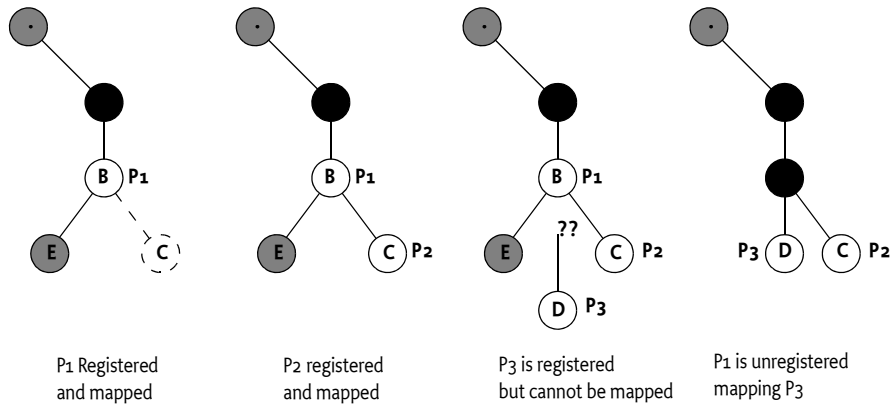 B P1
E
C
B P1
E
C P2
B P1
??
E
C P2
D P3
P3 D
C P2
P1 Registered
and mapped
P2 registered
and mapped
P3 is registered
but cannot be mapped
P1 is unregistered
mapping P3